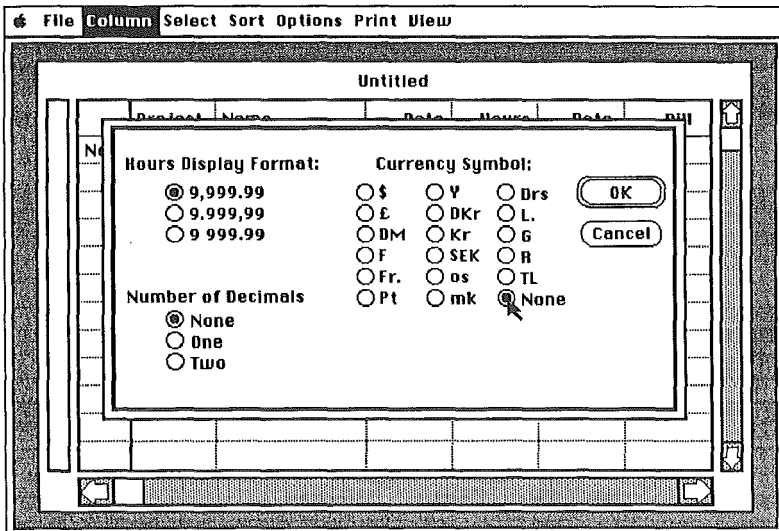 File Column Select Sort Options Print View
Untitled
Project Name Date Hours Rate Bill
Hours Display Format:
9,999.99
9.999,99
9 999.99
Number of Decimals
None
One
Two
Currency Symbol:
$ Y Drs
£ DKr L.
DM Kr G
F SEK R
Fr. os TL
Pt mk None
OK
Cancel